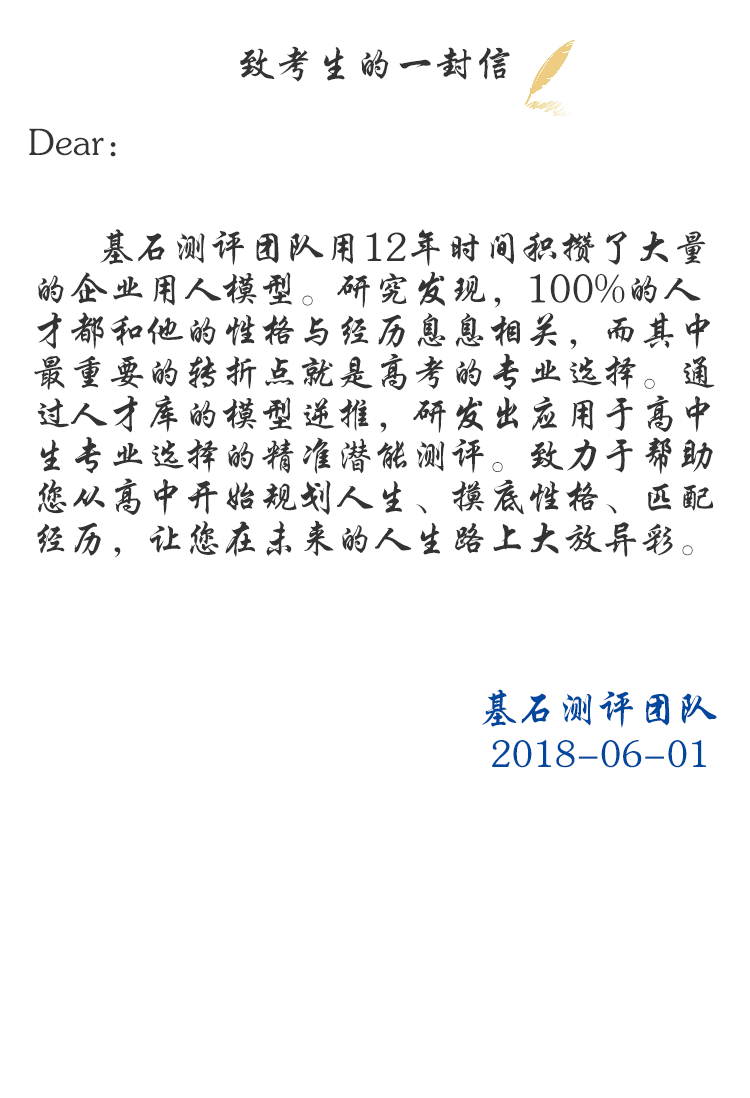 致考生的一封信
Dear：
基石测评团队用12年时间积攒了大量
的企业用人模型。研究发现，100%的人
才都和他的性格与经历息息相关，而其中
最重要的转折点就是高考的专业选择。通
过人才库的模型逆推，研发出应用于高中
生专业选择的精准潜能测评。致力于帮助
您从高中开始规划人生、摸底性格、匹配
经历，让您在未来的人生路上大放异彩。
基石测评团队
2018-06-01